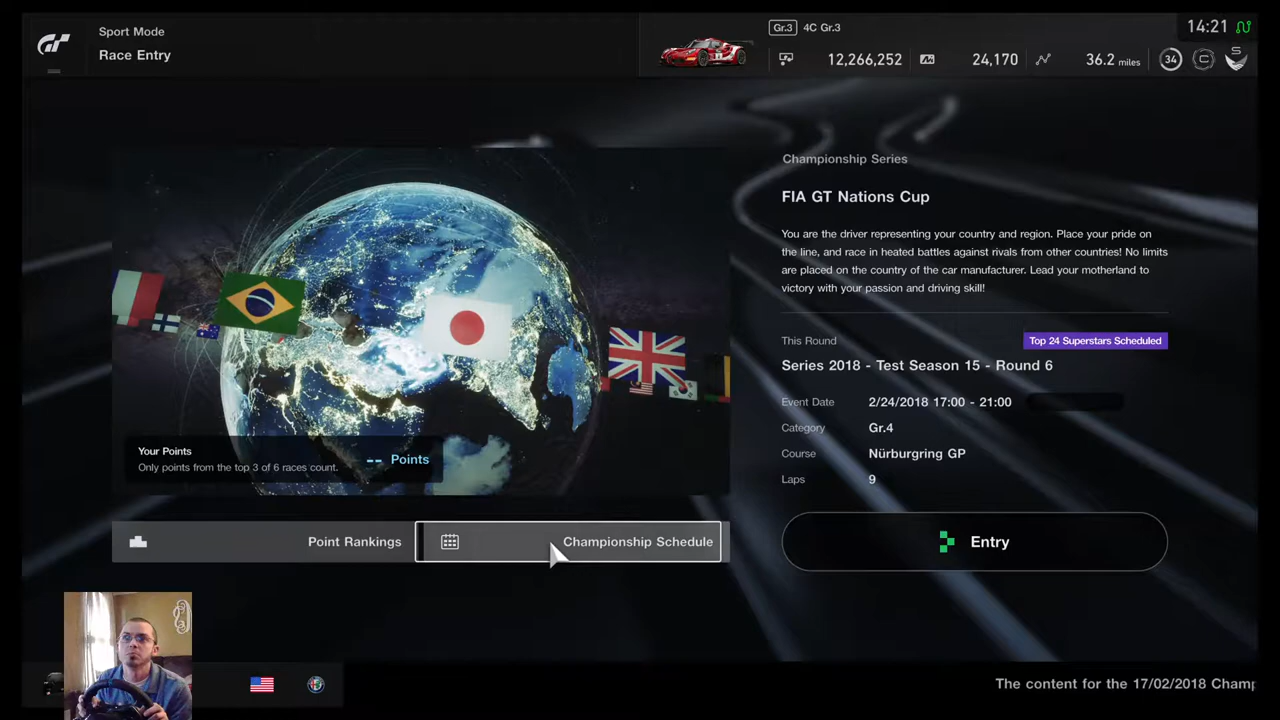 Sport Mode
Race Entry
Gr.3 4C Gr.3
12,266,252
24,170
36.2 miles
34
C
S
14:21
Championship Series
FIA GT Nations Cup
You are the driver representing your country and region. Place your pride on
the line, and race in heated battles against rivals from other countries! No limits
are placed on the country of the car manufacturer. Lead your motherland to
victory with your passion and driving skill!
This Round
Top 24 Superstars Scheduled
Series 2018 - Test Season 15 - Round 6
Event Date 2/24/2018 17:00 - 21:00
Category Gr.4
Course Nürburgring GP
Laps 9
Entry
Your Points
Only points from the top 3 of 6 races count.
-- Points
Point Rankings
Championship Schedule
The content for the 17/02/2018 Champ